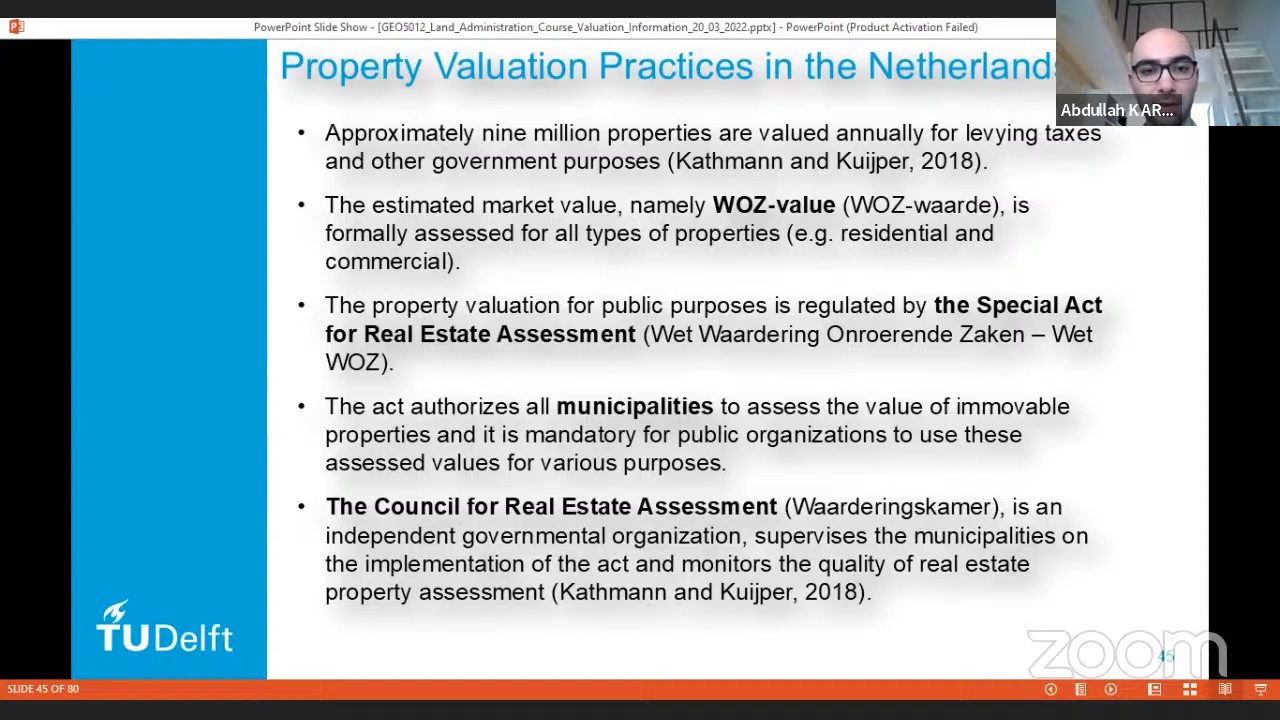 PowerPoint Slide Show - [GEO5012_Land_Administration_Course_Valuation_Information_20_03_2022.pptx] - PowerPoint (Product Activation Failed)
Property Valuation Practices in the Netherlands
Abdullah KAR...
• Approximately nine million properties are valued annually for levying taxes
and other government purposes (Kathmann and Kuijper, 2018).
• The estimated market value, namely WOZ-value (WOZ-waarde), is
formally assessed for all types of properties (e.g. residential and
commercial).
• The property valuation for public purposes is regulated by the Special Act
for Real Estate Assessment (Wet Waardering Onroerende Zaken – Wet
WOZ).
• The act authorizes all municipalities to assess the value of immovable
properties and it is mandatory for public organizations to use these
assessed values for various purposes.
• The Council for Real Estate Assessment (Waarderingskamer), is an
independent governmental organization, supervises the municipalities on
the implementation of the act and monitors the quality of real estate
property assessment (Kathmann and Kuijper, 2018).
TUDelft
zoom
45
SLIDE 45 OF 80